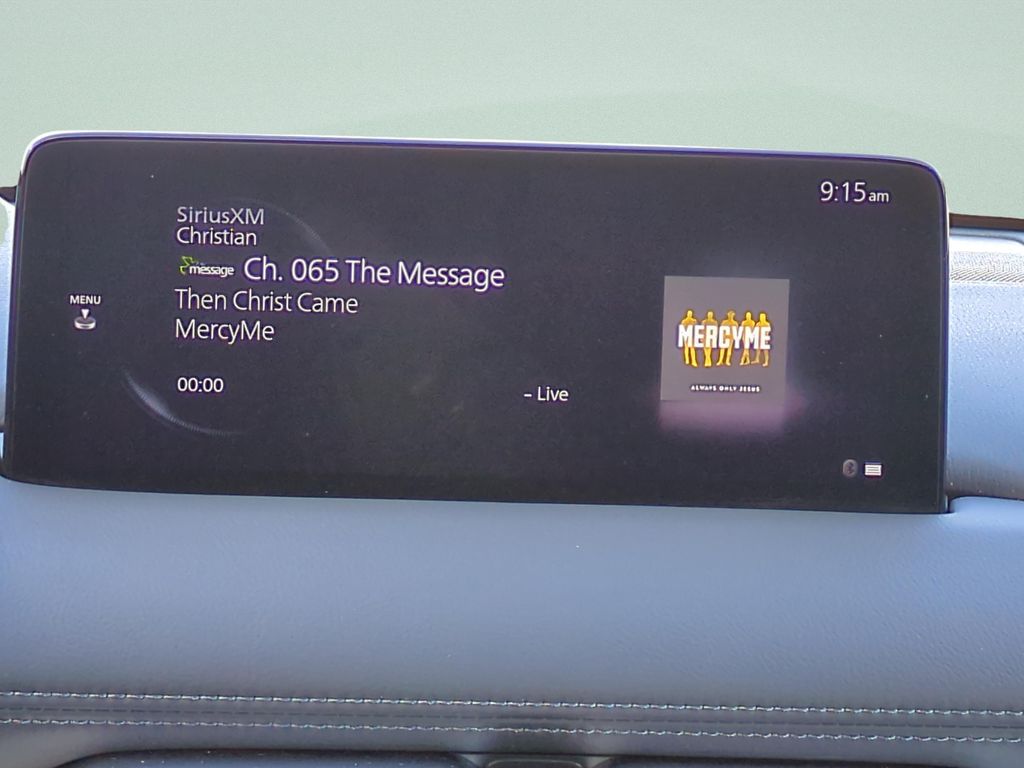 9:15am
SiriusXM
Christian
message Ch. 065 The Message
Then Christ Came
MercyMe
MENU
00:00
– Live
MERCYME
ALWAYS ONLY JESUS